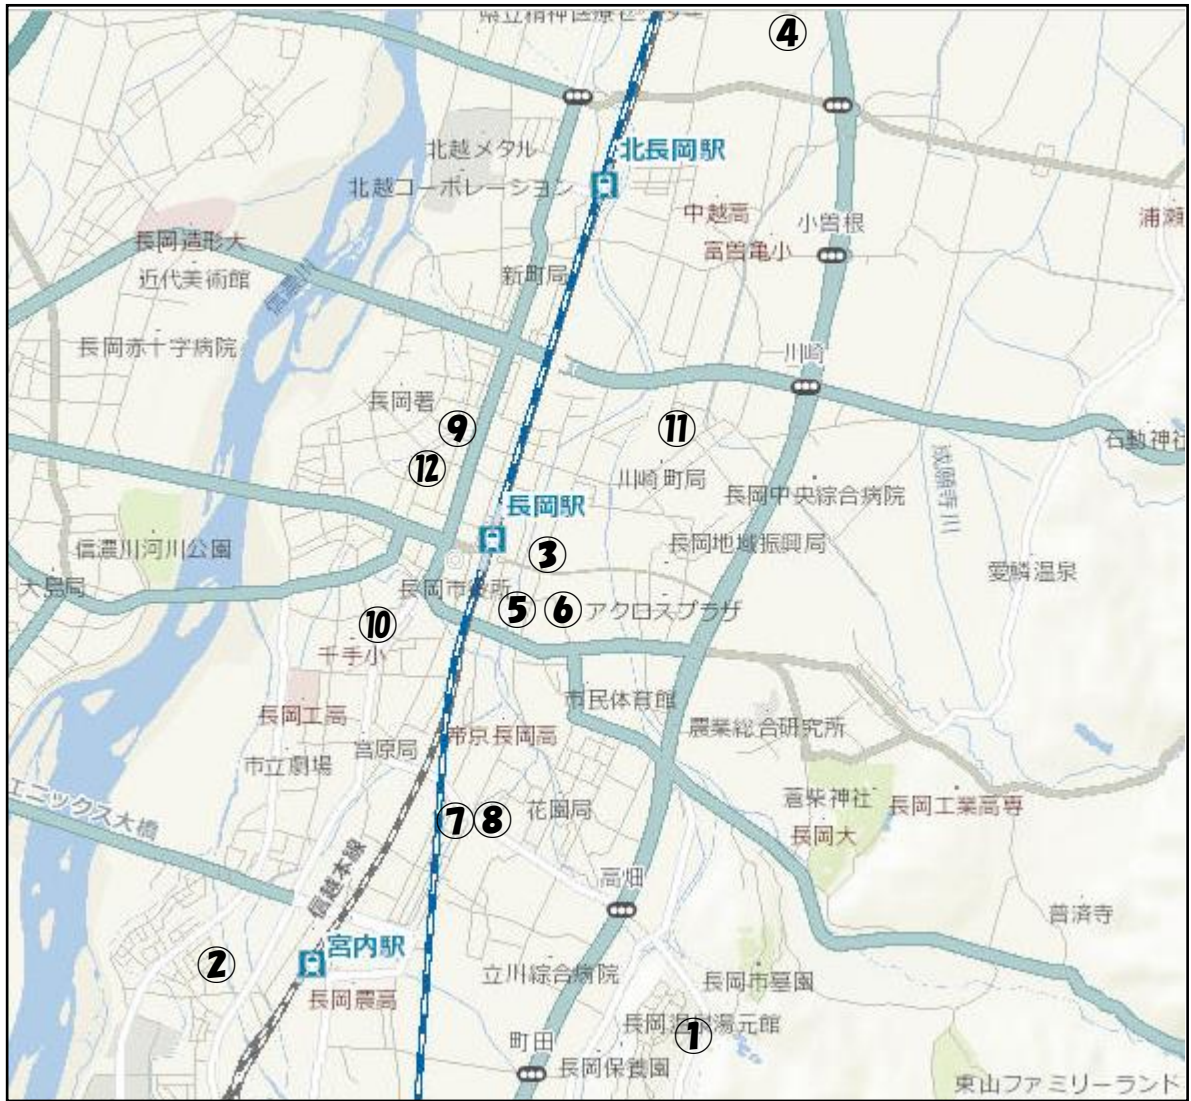 県立精神医療センター
④
北越メタル
北長岡駅
北越コーポレーション
中越高
小曽根
浦瀬
長岡造形大
富曽亀小
近代美術館
新町局
信濃川
長岡赤十字病院
川崎
長岡署
⑨
⑪
石動神社
⑫
川崎町局
長岡中央綜合病院
成願寺川
長岡駅
信濃川河川公園
③
長岡地域振興局
愛鱗温泉
大島局
長岡市役所
⑤
⑥
アクロスプラザ
⑩
千手小
市民体育館
長岡工高
帝京長岡高
農業総合研究所
宮原局
市立劇場
エニックス大橋
蒼柴神社
長岡工業高専
⑦
⑧
花園局
長岡大
信越本線
高畑
普済寺
宮内駅
②
立川綜合病院
長岡市墓園
長岡農高
長岡温泉湯元館
①
町田
長岡保養園
東山ファミリーランド